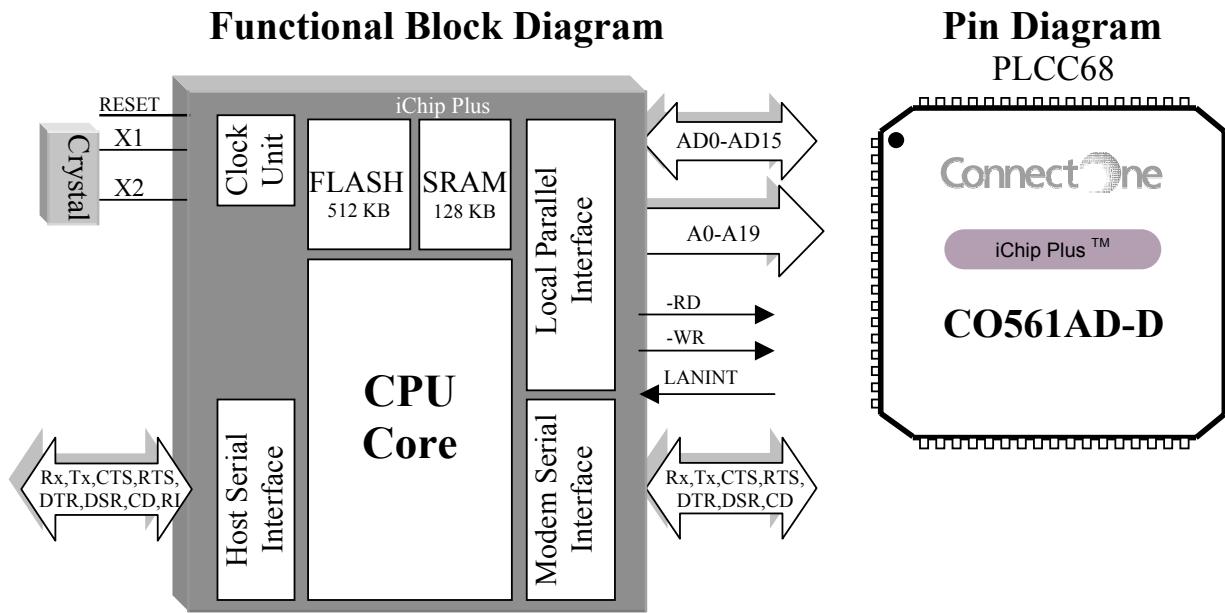 Functional Block Diagram
iChip Plus
RESET
X1
X2
Crystal
Clock
Unit
FLASH
512 KB
SRAM
128 KB
Local Parallel
Interface
AD0-AD15
A0-A19
-RD
-WR
LANINT
CPU
Core
Host Serial
Interface
Modem Serial
Interface
Rx,Tx,CTS,RTS,
DTR,DSR,CD,RI
Rx,Tx,CTS,RTS,
DTR,DSR,CD
Pin Diagram
PLCC68
ConnectOne
iChip Plus TM
CO561AD-D